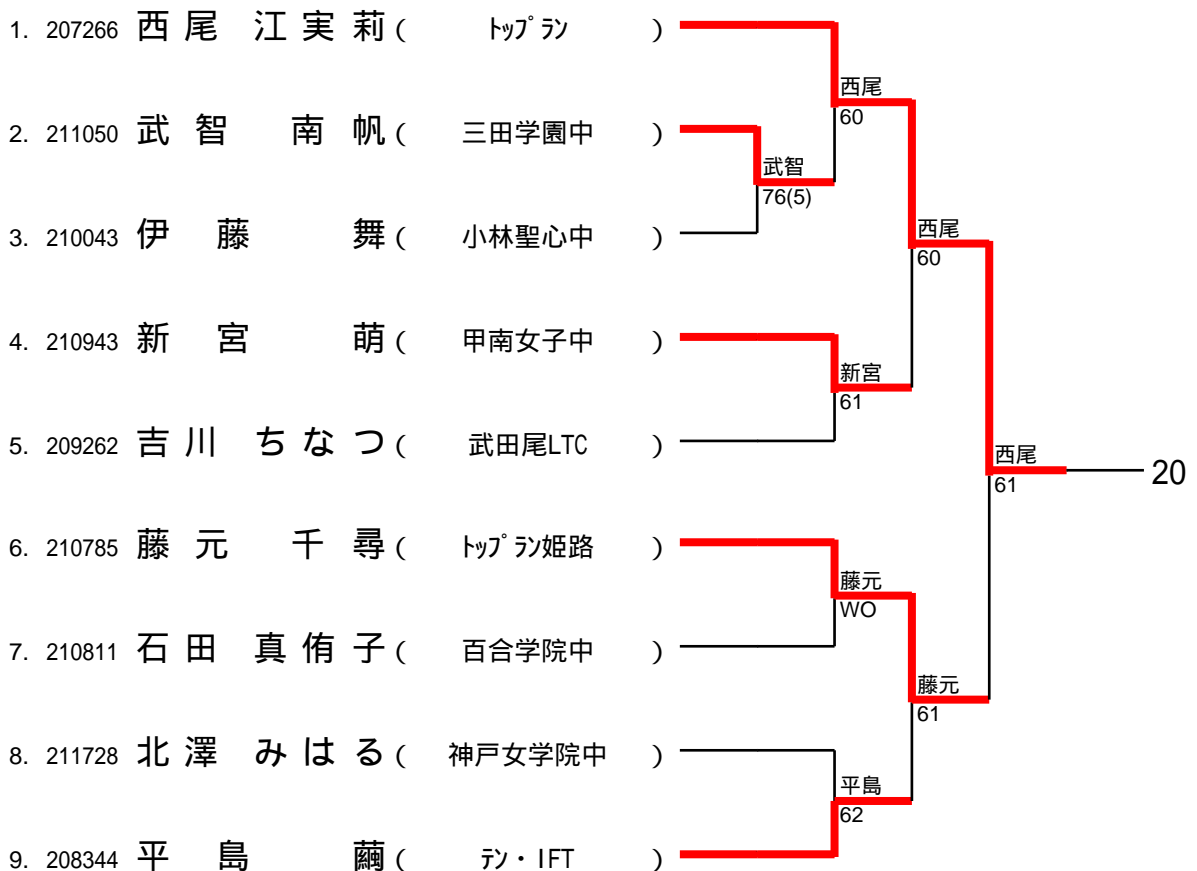 1. 207266 西尾 江実莉 ( トップラン )
西尾
60
2. 211050 武智 南帆 ( 三田学園中 )
武智
76(5)
3. 210043 伊藤 舞 ( 小林聖心中 )
西尾
60
4. 210943 新宮 萌 ( 甲南女子中 )
新宮
61
5. 209262 吉川 ちなつ ( 武田尾LTC )
西尾
61
20
6. 210785 藤元 千尋 ( トップラン姫路 )
藤元
WO
7. 210811 石田 真侑子 ( 百合学院中 )
藤元
61
8. 211728 北澤 みはる ( 神戸女学院中 )
平島
62
9. 208344 平島 繭 ( テン・IFT )